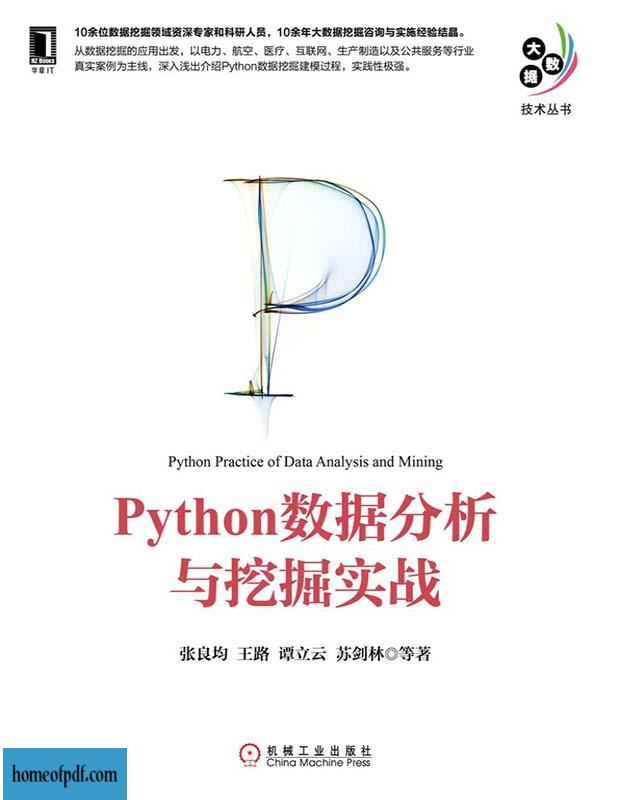 HZ BOOKS
华章IT
10余位数据挖掘领域资深专家和科研人员，10余年大数据挖掘咨询与实施经验结晶。
从数据挖掘的应用出发，以电力、航空、医疗、互联网、生产制造以及公共服务等行业
真实案例为主线，深入浅出介绍Python数据挖掘建模过程，实践性极强。
大数据
技术丛书
Python Practice of Data Analysis and Mining
Python数据分析
与挖掘实战
张良均 王路 谭立云 苏剑林◎等著
机械工业出版社
China Machine Press
homeofpdf.com